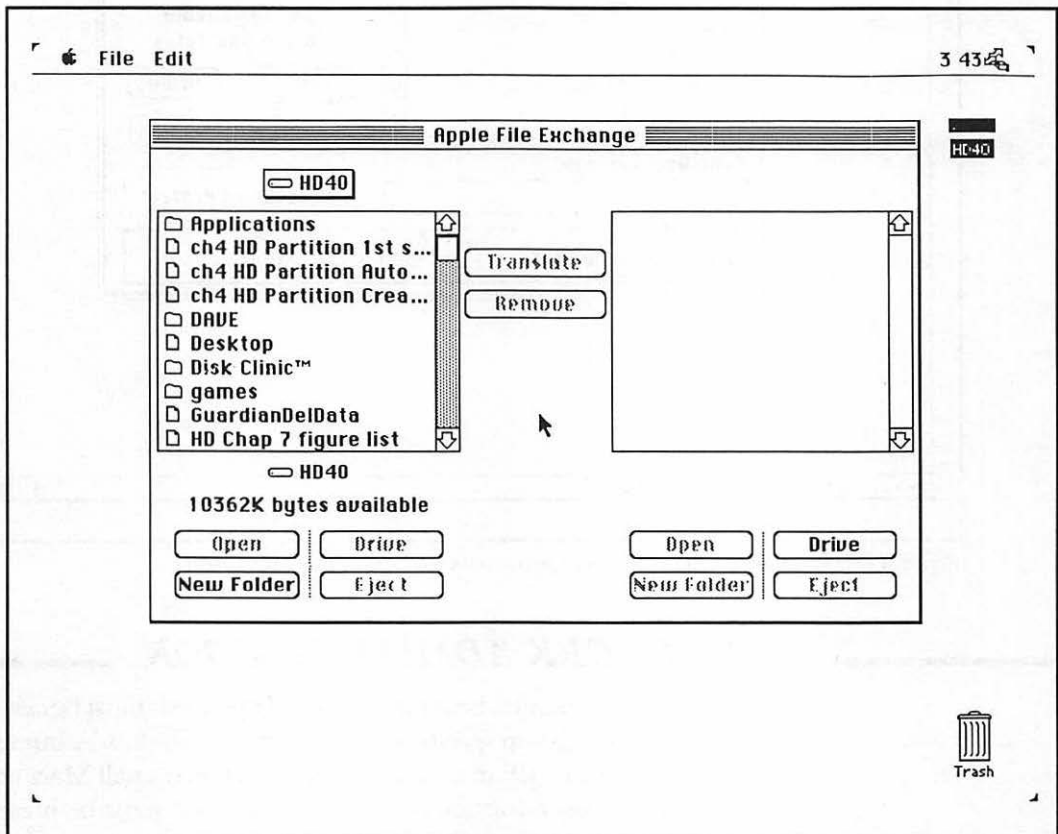 File Edit 3 43
Apple File Exchange
HD40
HD40
Applications
ch4 HD Partition 1st s...
ch4 HD Partition Auto...
ch4 HD Partition Crea...
DAVE
Desktop
Disk Clinic™
games
GuardianDelData
HD Chap 7 figure list
Translate
Remove
HD40
10362K bytes available
Open Drive
New Folder Eject
Open Drive
New Folder Eject
Trash